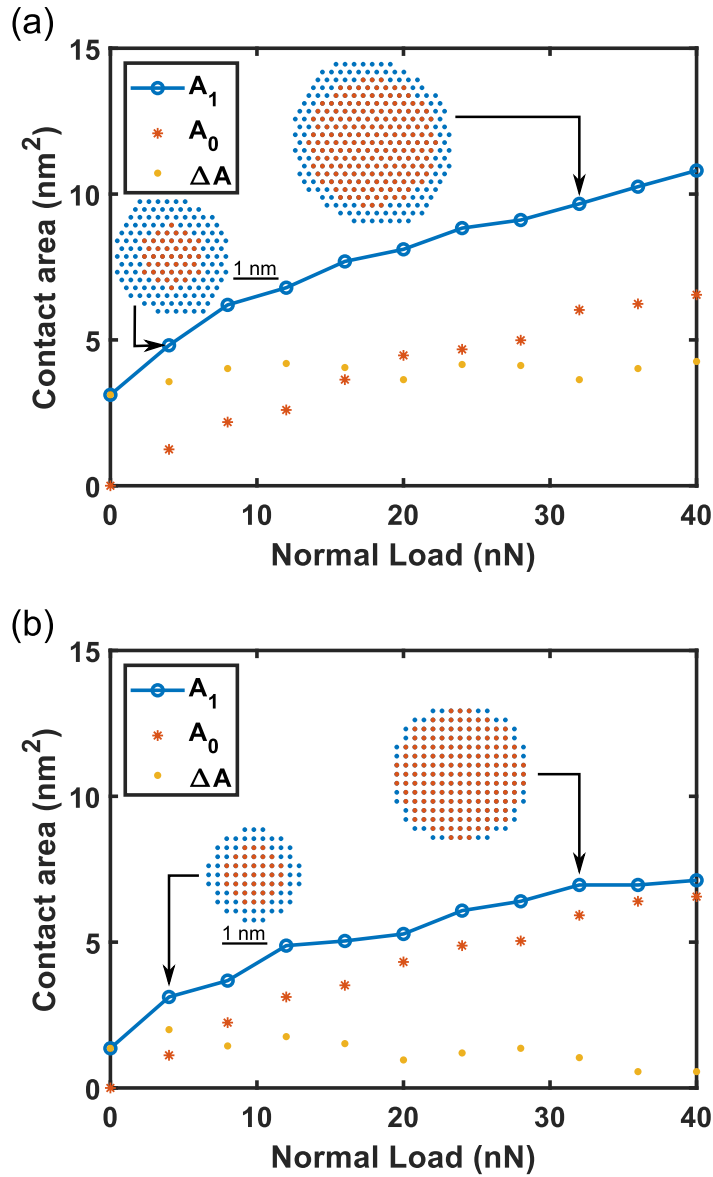 (a)
15
10
5
0
Contact area (nm²)
A₁
A₀
ΔA
1 nm
0 10 20 30 40
Normal Load (nN)
(b)
15
10
5
0
Contact area (nm²)
A₁
A₀
ΔA
1 nm
0 10 20 30 40
Normal Load (nN)